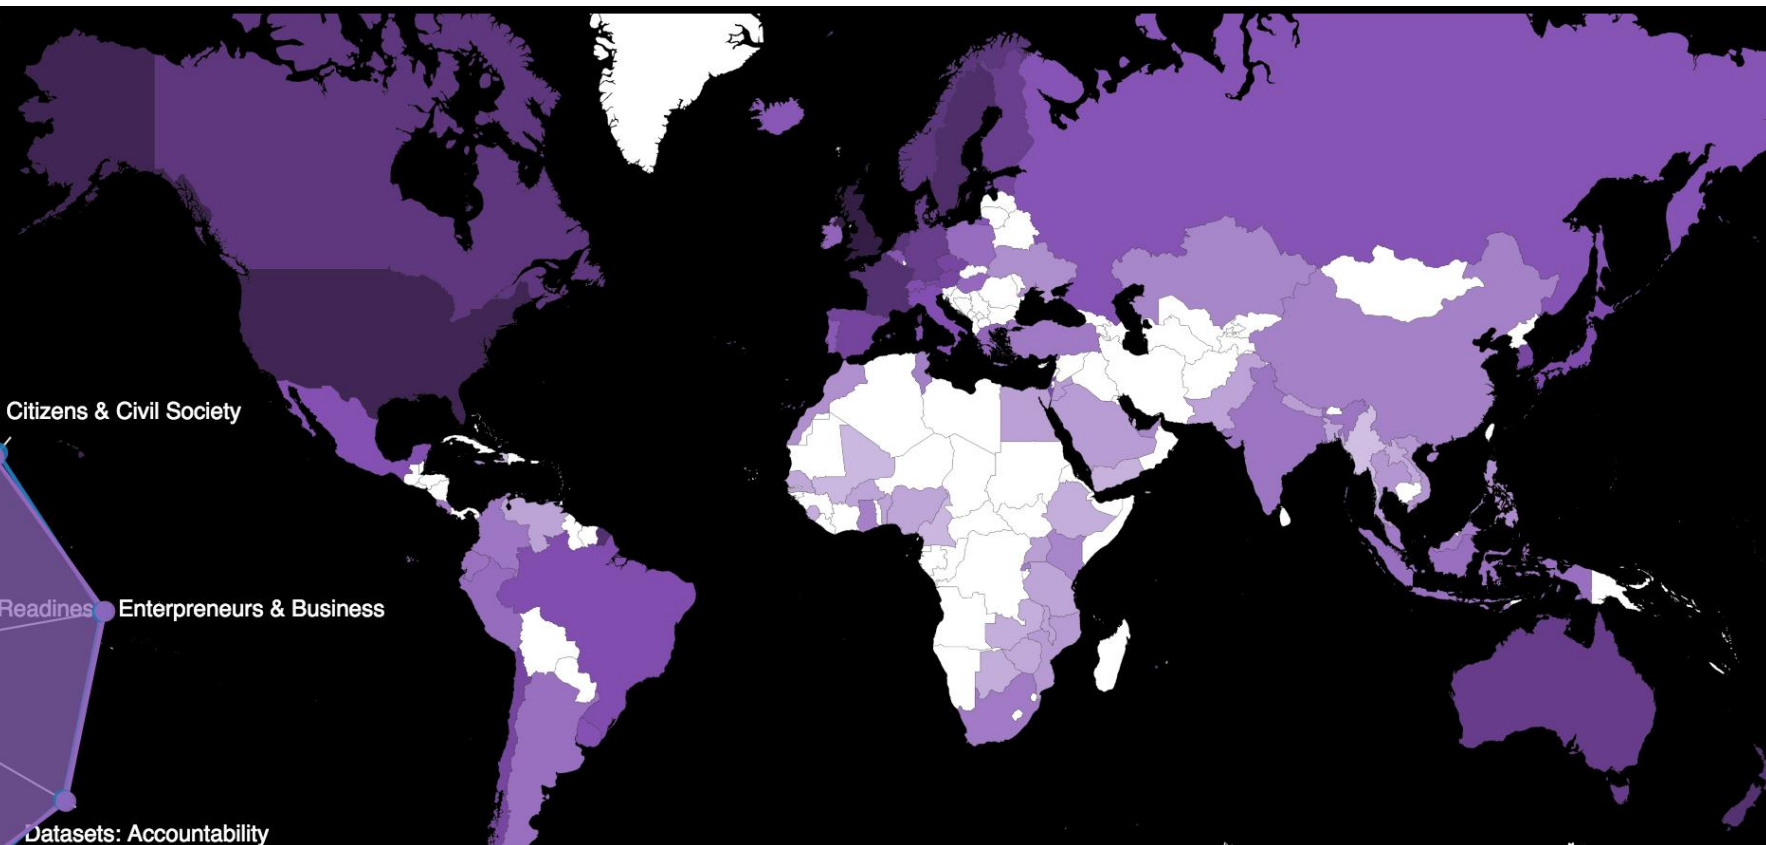 Citizens & Civil Society
Readines
Enterpreneurs & Business
Datasets: Accountability